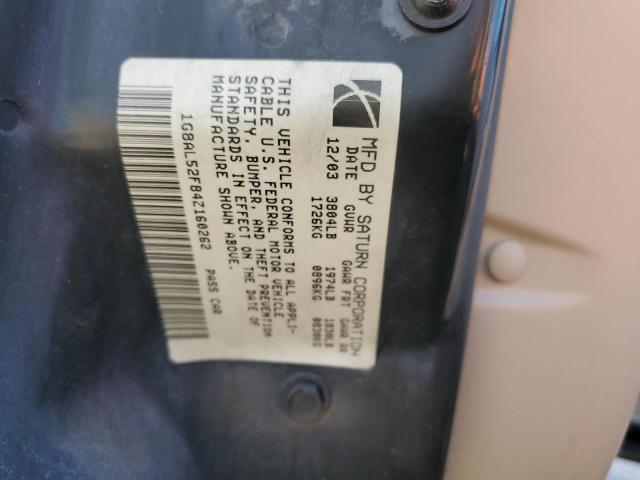 MFD BY SATURN CORPORATION
DATE GVWR GAWR FRT GAWR RR
12/03 3804LB 1974LB 1830LB
1726KG 0896KG 0830KG
THIS VEHICLE CONFORMS TO ALL APPLI-
CABLE U.S. FEDERAL MOTOR VEHICLE
SAFETY, BUMPER, AND THEFT PREVENTION
STANDARDS IN EFFECT ON THE DATE OF
MANUFACTURE SHOWN ABOVE.
1G8AL52F84Z160262 PASS CAR